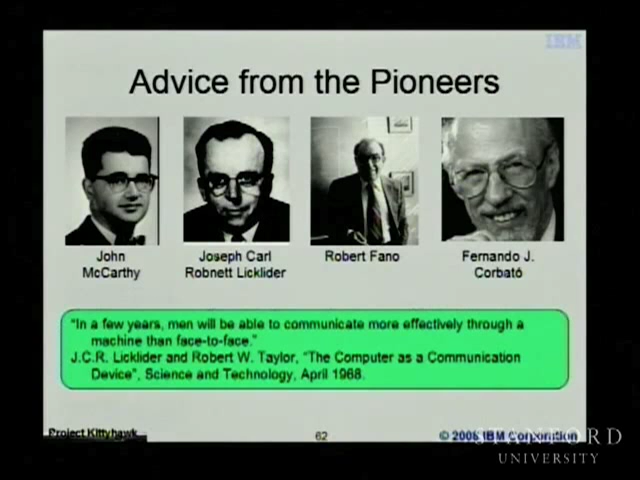 IBM
Advice from the Pioneers
John
McCarthy
Joseph Carl
Robnett Licklider
Robert Fano
Fernando J.
Corbató
"In a few years, men will be able to communicate more effectively through a
machine than face-to-face."
J.C.R. Licklider and Robert W. Taylor, "The Computer as a Communication
Device", Science and Technology, April 1968.
Project Kittyhawk
62
© 2008 IBM Corporation
STANFORD
UNIVERSITY